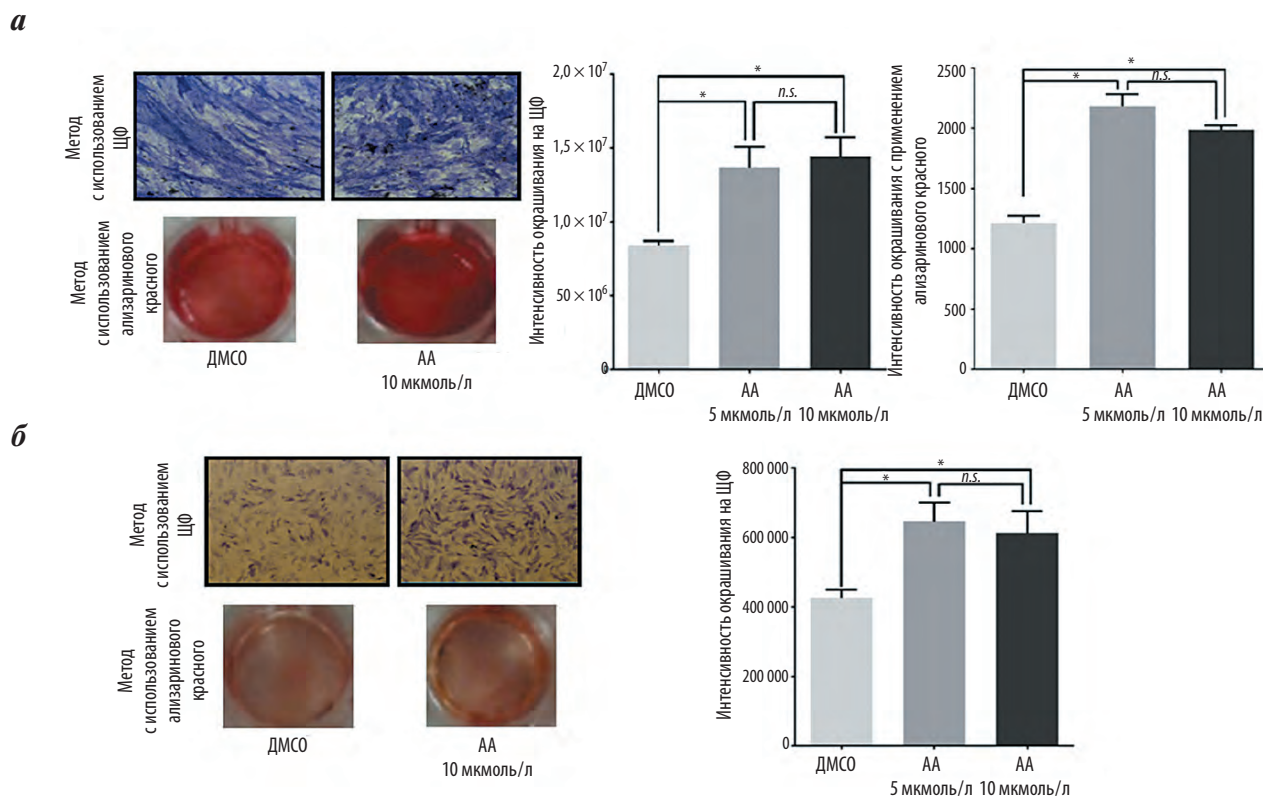 а
Метод
с использованием
ЩФ
Метод
с использованием
ализаринового
красного
ДМСО
АА
10 мкмоль/л
Интенсивность окрашивания на ЩФ
2,0 × 10⁷
1,5 × 10⁷
1,0 × 10⁷
50 × 10⁶
0
*
*
n.s.
ДМСО
АА
5 мкмоль/л
АА
10 мкмоль/л
Интенсивность окрашивания с применением
ализаринового красного
2500
2000
1500
1000
500
0
*
*
n.s.
ДМСО
АА
5 мкмоль/л
АА
10 мкмоль/л
б
Метод
с использованием
ЩФ
Метод
с использованием
ализаринового
красного
ДМСО
АА
10 мкмоль/л
Интенсивность окрашивания на ЩФ
800 000
600 000
400 000
200 000
0
*
*
n.s.
ДМСО
АА
5 мкмоль/л
АА
10 мкмоль/л